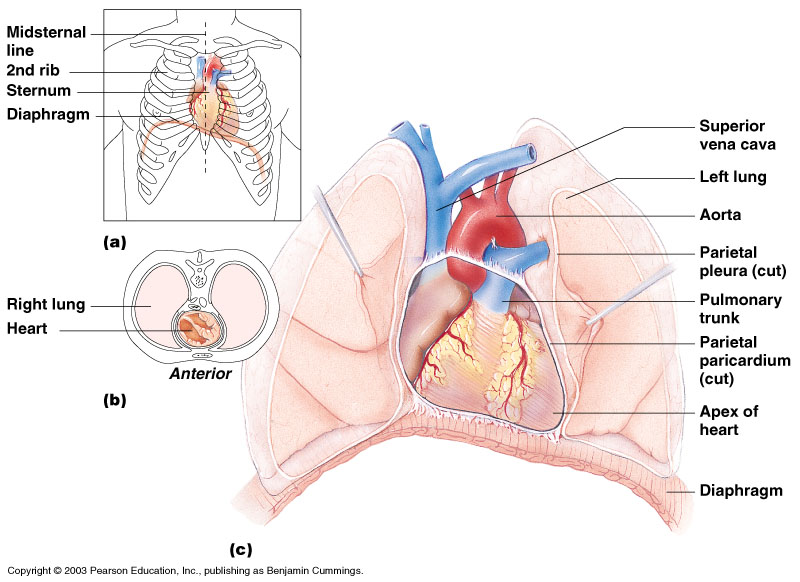 Midsternal
line
2nd rib
Sternum
Diaphragm
(a)
Right lung
Heart
Anterior
(b)
Superior
vena cava
Left lung
Aorta
Parietal
pleura (cut)
Pulmonary
trunk
Parietal
paricardium
(cut)
Apex of
heart
Diaphragm
(c)
Copyright © 2003 Pearson Education, Inc., publishing as Benjamin Cummings.